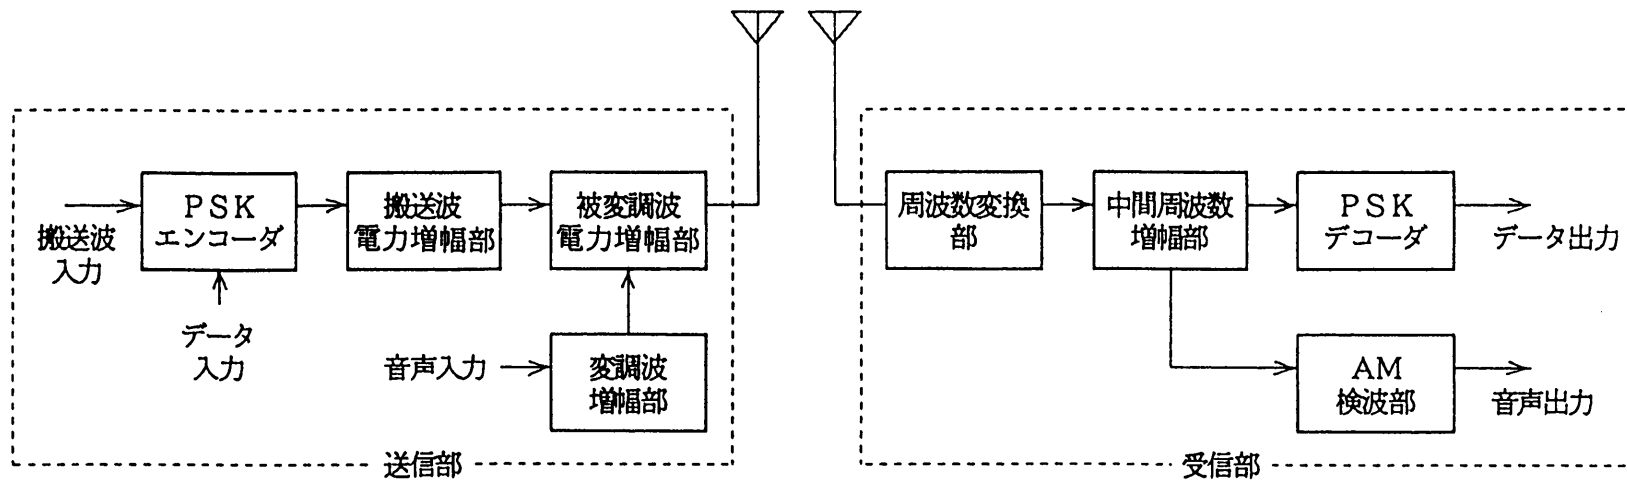 搬送波
入力
PSK
エンコーダ
データ
入力
搬送波
電力増幅部
被変調波
電力増幅部
音声入力
変調波
増幅部
送信部
周波数変換
部
中間周波数
増幅部
PSK
デコーダ
データ出力
AM
検波部
音声出力
受信部